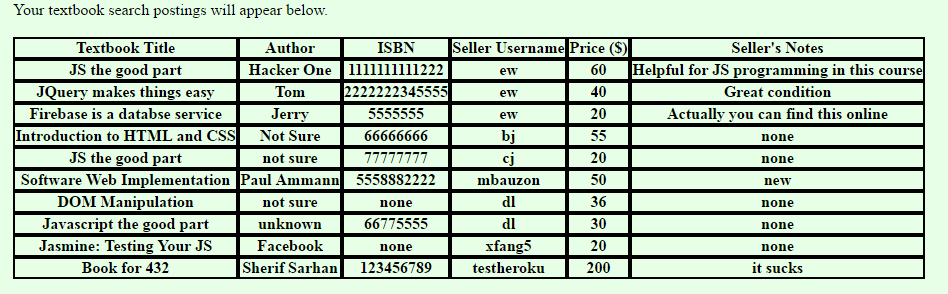 Your textbook search postings will appear below.
Textbook Title Author ISBN Seller Username Price ($) Seller's Notes
JS the good part Hacker One 1111111111222 ew 60 Helpful for JS programming in this course
JQuery makes things easy Tom 2222222345555 ew 40 Great condition
Firebase is a databse service Jerry 5555555 ew 20 Actually you can find this online
Introduction to HTML and CSS Not Sure 66666666 bj 55 none
JS the good part not sure 77777777 cj 20 none
Software Web Implementation Paul Ammann 5558882222 mbauzon 50 new
DOM Manipulation not sure none dl 36 none
Javascript the good part unknown 66775555 dl 30 none
Jasmine: Testing Your JS Facebook none xfang5 20 none
Book for 432 Sherif Sarhan 123456789 testheroku 200 it sucks